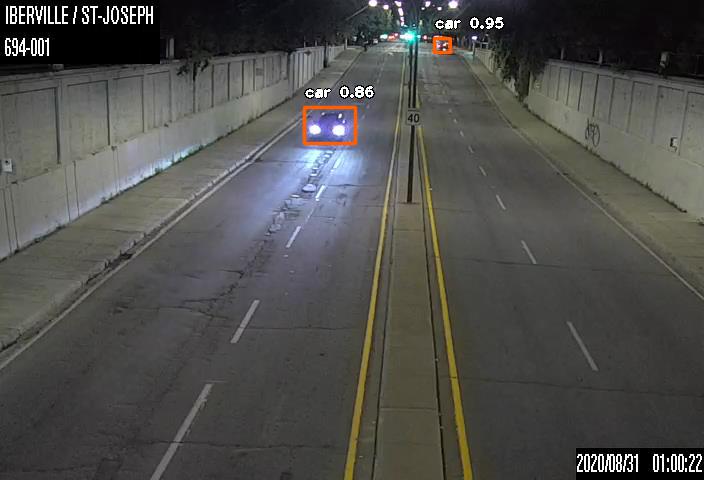 IBERVILLE / ST-JOSEPH
694-001
car 0.95
car 0.86
40
2020/08/31 01:00:22